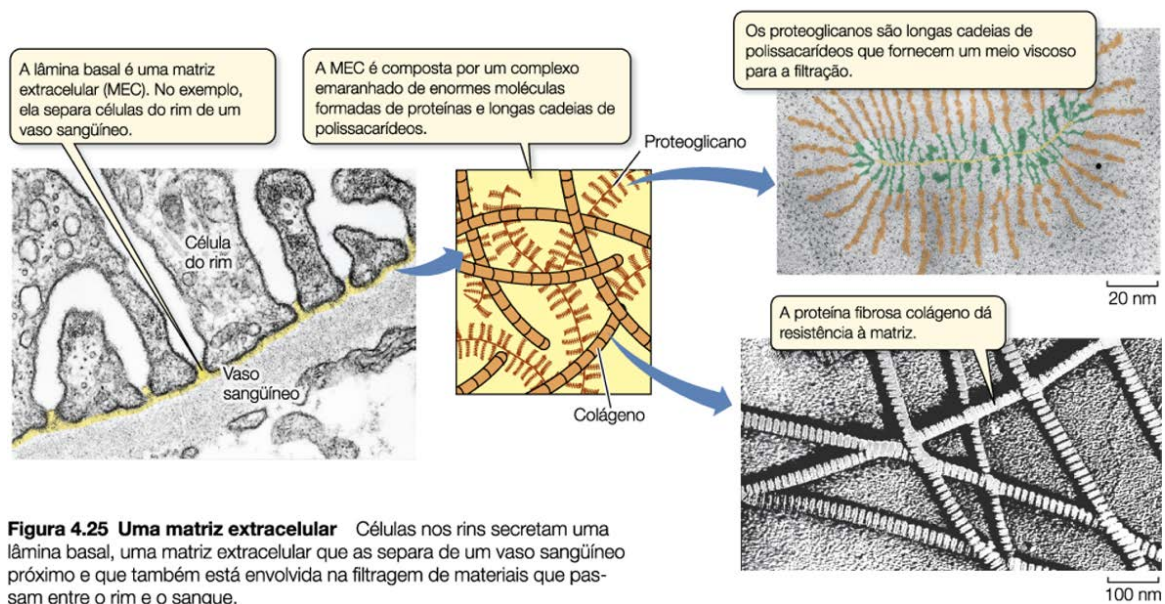 A lâmina basal é uma matriz
extracelular (MEC). No exemplo,
ela separa células do rim de um
vaso sangüíneo.
A MEC é composta por um complexo
emaranhado de enormes moléculas
formadas de proteínas e longas cadeias de
polissacarídeos.
Os proteoglicanos são longas cadeias de
polissacarídeos que fornecem um meio viscoso
para a filtração.
Proteoglicano
Célula
do rim
Vaso
sangüíneo
Colágeno
20 nm
A proteína fibrosa colágeno dá
resistência à matriz.
100 nm
Figura 4.25 Uma matriz extracelular Células nos rins secretam uma
lâmina basal, uma matriz extracelular que as separa de um vaso sangüíneo
próximo e que também está envolvida na filtragem de materiais que pas-
sam entre o rim e o sangue.